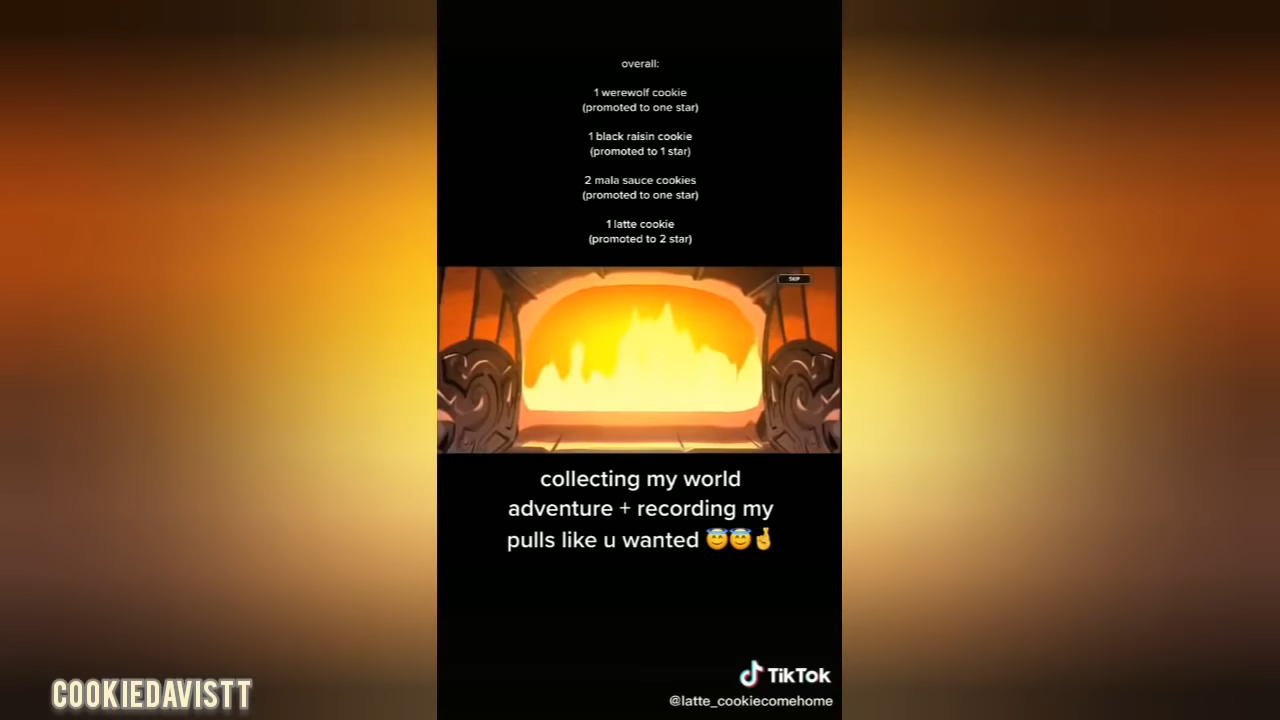 overall:
1 werewolf cookie
(promoted to one star)
1 black raisin cookie
(promoted to 1 star)
2 mala sauce cookies
(promoted to one star)
1 latte cookie
(promoted to 2 star)
SKIP
collecting my world
adventure + recording my
pulls like u wanted 😇😇🤞
TikTok
@latte_cookiecomehome
COOKIEDAVISTT